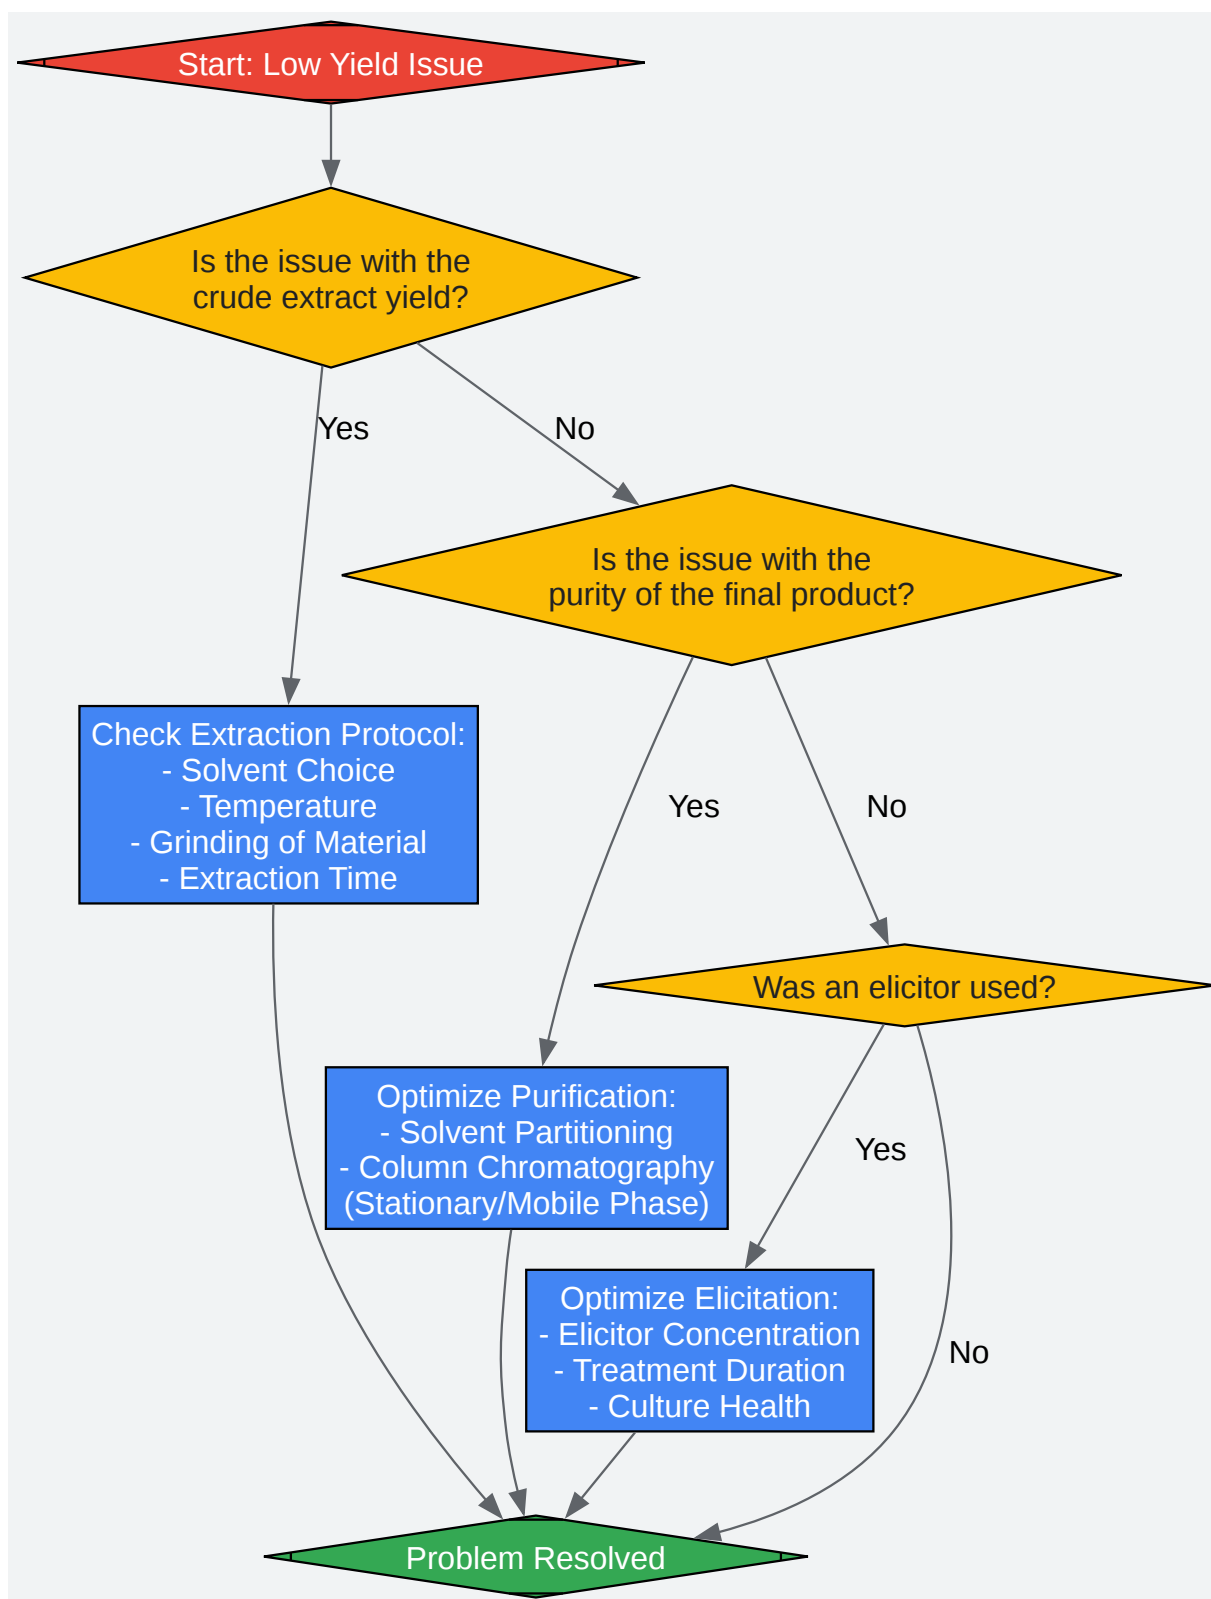 Start: Low Yield Issue
Is the issue with the
crude extract yield?
Yes
No
Is the issue with the
purity of the final product?
Check Extraction Protocol:
- Solvent Choice
- Temperature
- Grinding of Material
- Extraction Time
Yes
No
Was an elicitor used?
Optimize Purification:
- Solvent Partitioning
- Column Chromatography
(Stationary/Mobile Phase)
Yes
Optimize Elicitation:
- Elicitor Concentration
- Treatment Duration
- Culture Health
No
Problem Resolved